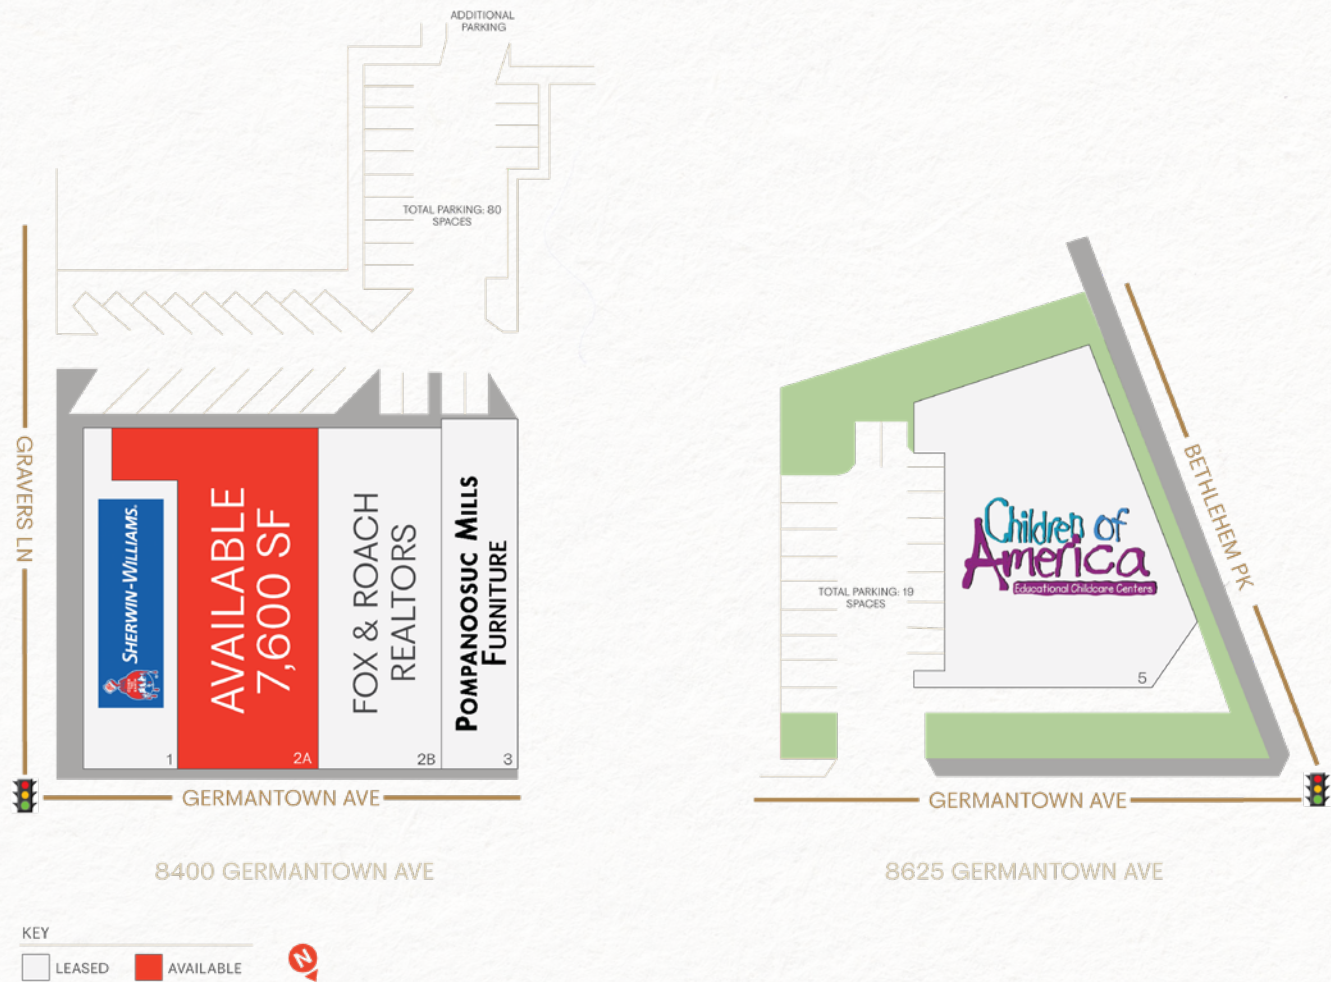 ADDITIONAL
PARKING
TOTAL PARKING: 80
SPACES
GRAVERS LN
SHERWIN-WILLIAMS.
1
AVAILABLE
7,600 SF
2A
FOX & ROACH
REALTORS
2B
POMPANOOSUC MILLS
FURNITURE
3
GERMANTOWN AVE
8400 GERMANTOWN AVE
TOTAL PARKING: 19
SPACES
Children of
America
Educational Childcare Centers
5
BETHLEHEM PK
GERMANTOWN AVE
8625 GERMANTOWN AVE
KEY
LEASED
AVAILABLE
N